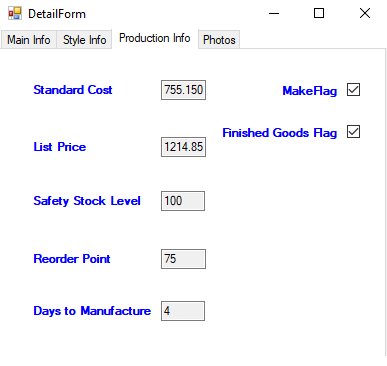 DetailForm
Main Info Style Info Production Info Photos
Standard Cost 755.150 MakeFlag
Finished Goods Flag
List Price 1214.85
Safety Stock Level 100
Reorder Point 75
Days to Manufacture 4